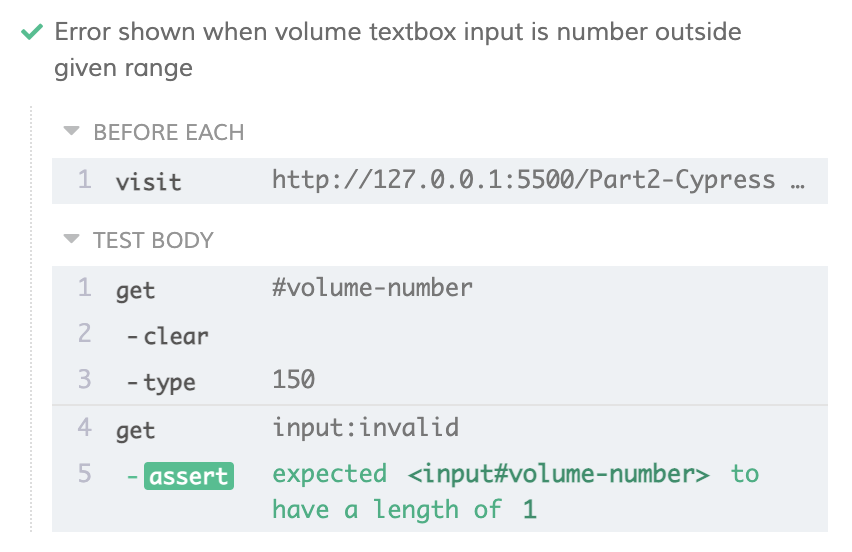 Error shown when volume textbox input is number outside
given range
BEFORE EACH
1 visit http://127.0.0.1:5500/Part2-Cypress …
TEST BODY
1 get #volume-number
2 -clear
3 -type 150
4 get input:invalid
5 -assert expected <input#volume-number> to
have a length of 1